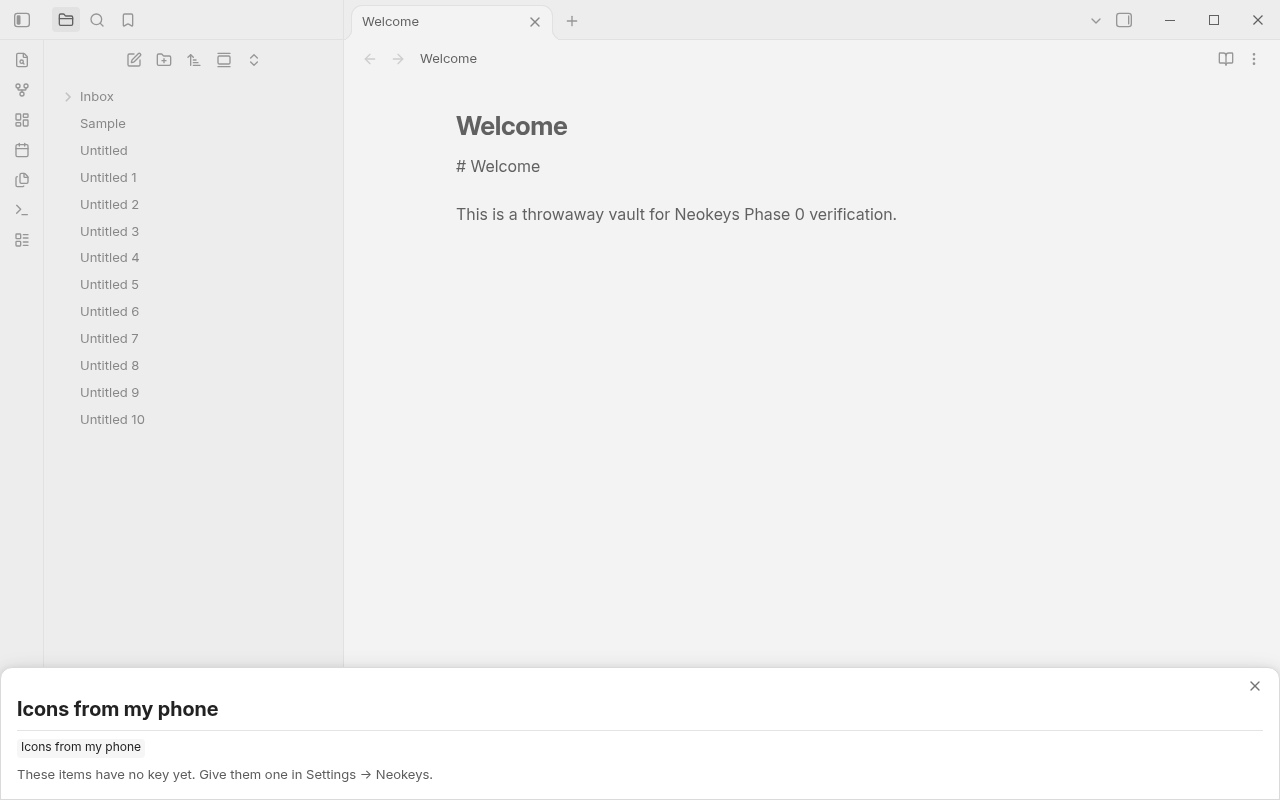 Welcome
Welcome
Inbox
Sample
Untitled
Untitled 1
Untitled 2
Untitled 3
Untitled 4
Untitled 5
Untitled 6
Untitled 7
Untitled 8
Untitled 9
Untitled 10
Welcome
# Welcome
This is a throwaway vault for Neokeys Phase 0 verification.
Icons from my phone
Icons from my phone
These items have no key yet. Give them one in Settings → Neokeys.